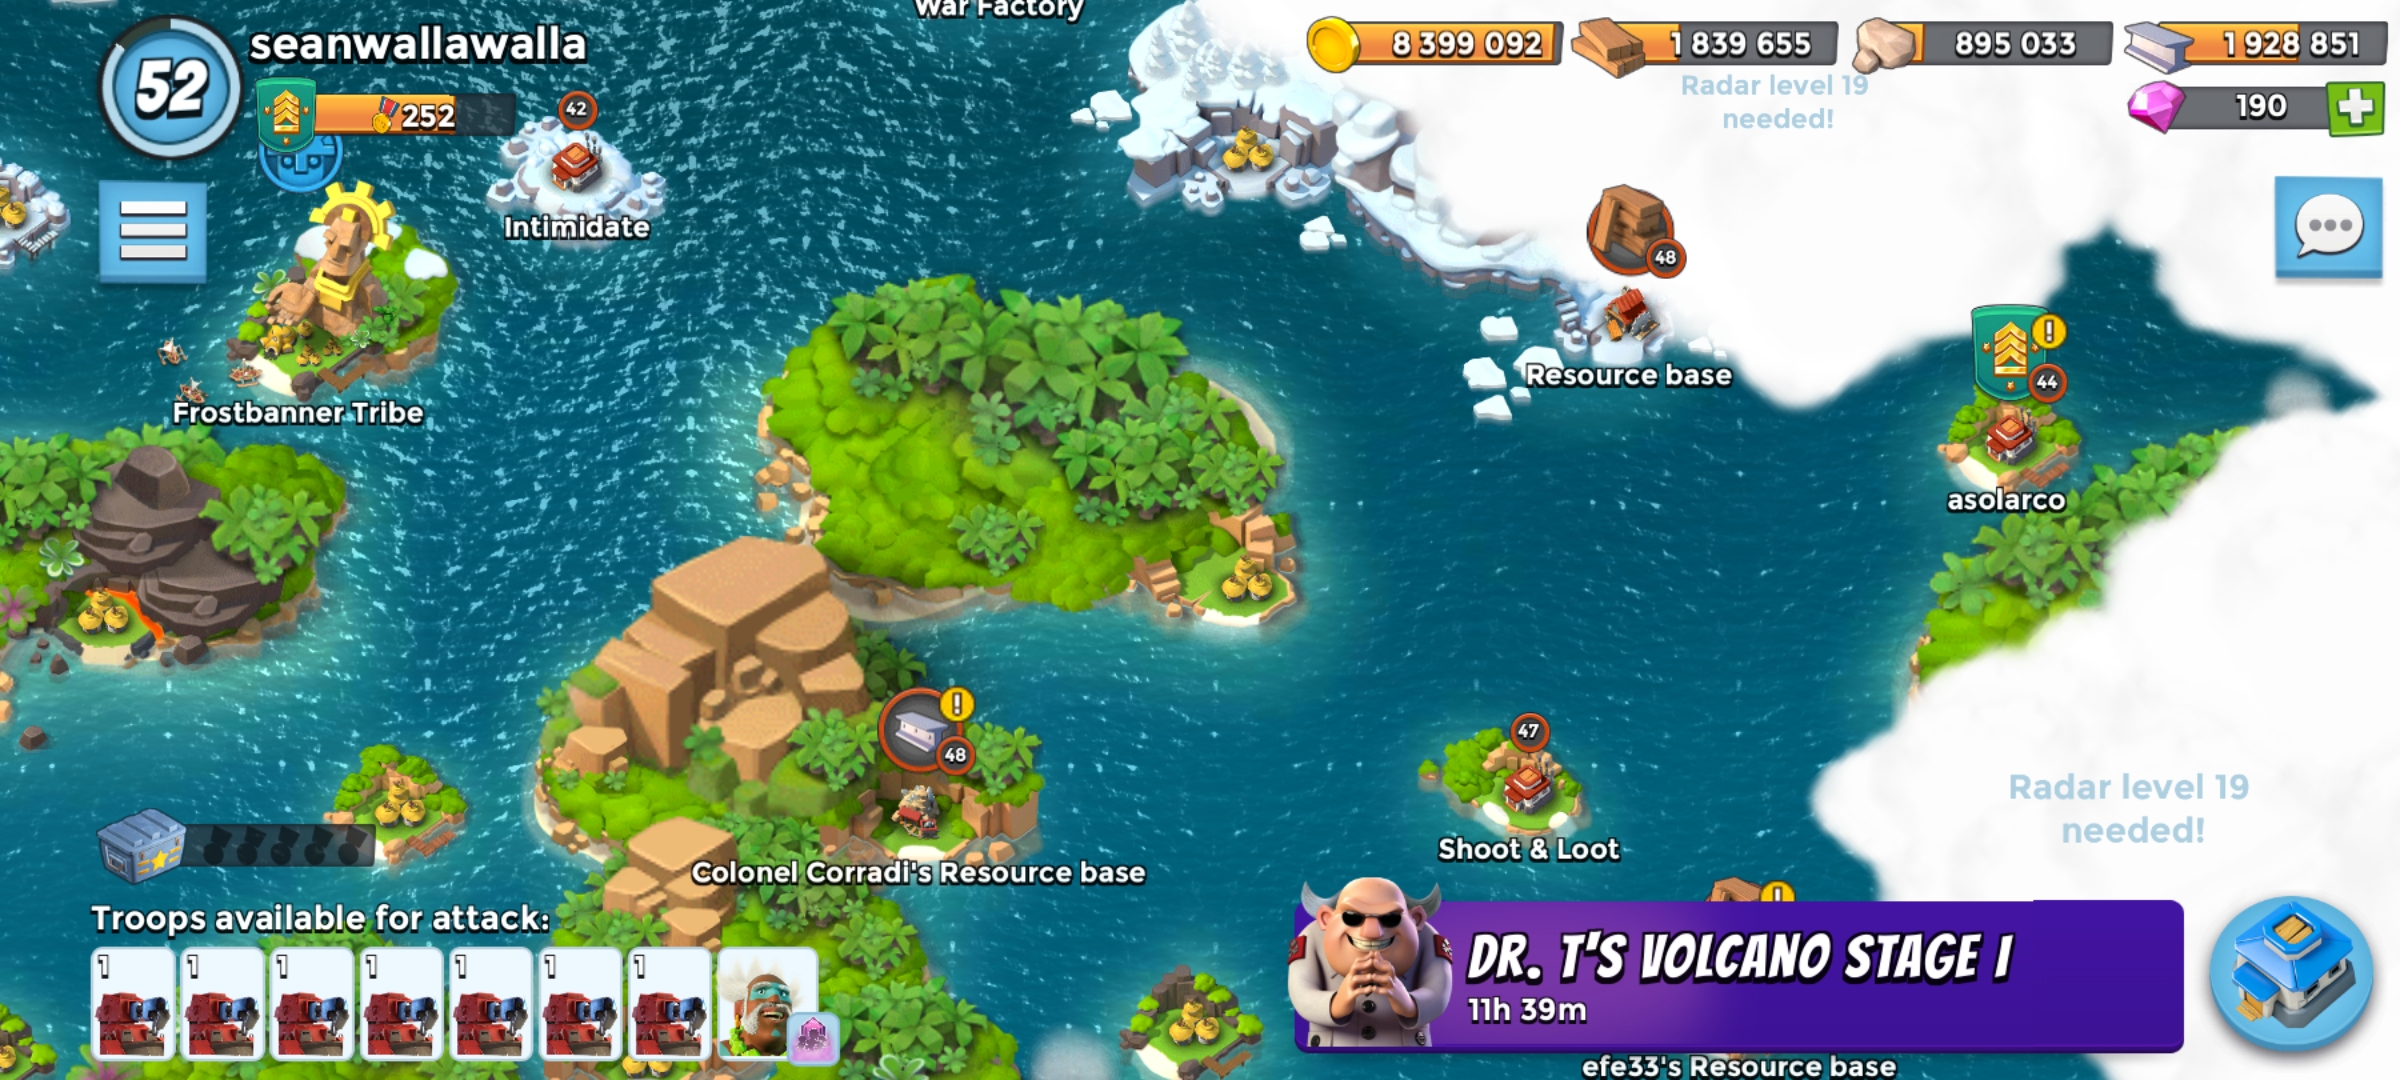 War Factory
52
seanwallawalla
252
8 399 092
1 839 655
895 033
1 928 851
190
Radar level 19
needed!
42
Intimidate
48
Resource base
44
asolarco
Frostbanner Tribe
48
Colonel Corradi's Resource base
47
Shoot & Loot
Radar level 19
needed!
Troops available for attack:
1
1
1
1
1
1
1
DR. T'S VOLCANO STAGE I
11h 39m
efe33's Resource base